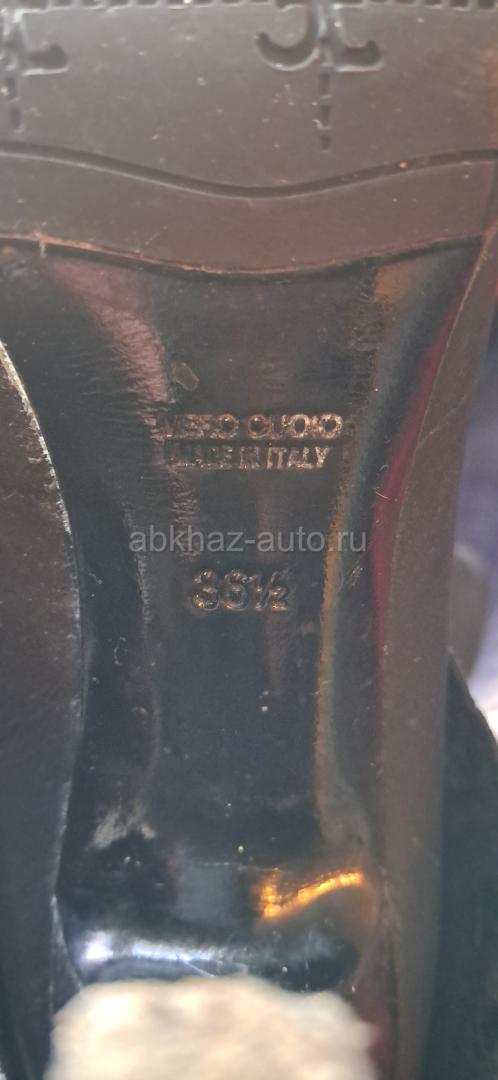 VERO CUOIO
MADE IN ITALY
abkhaz-auto.ru
36½